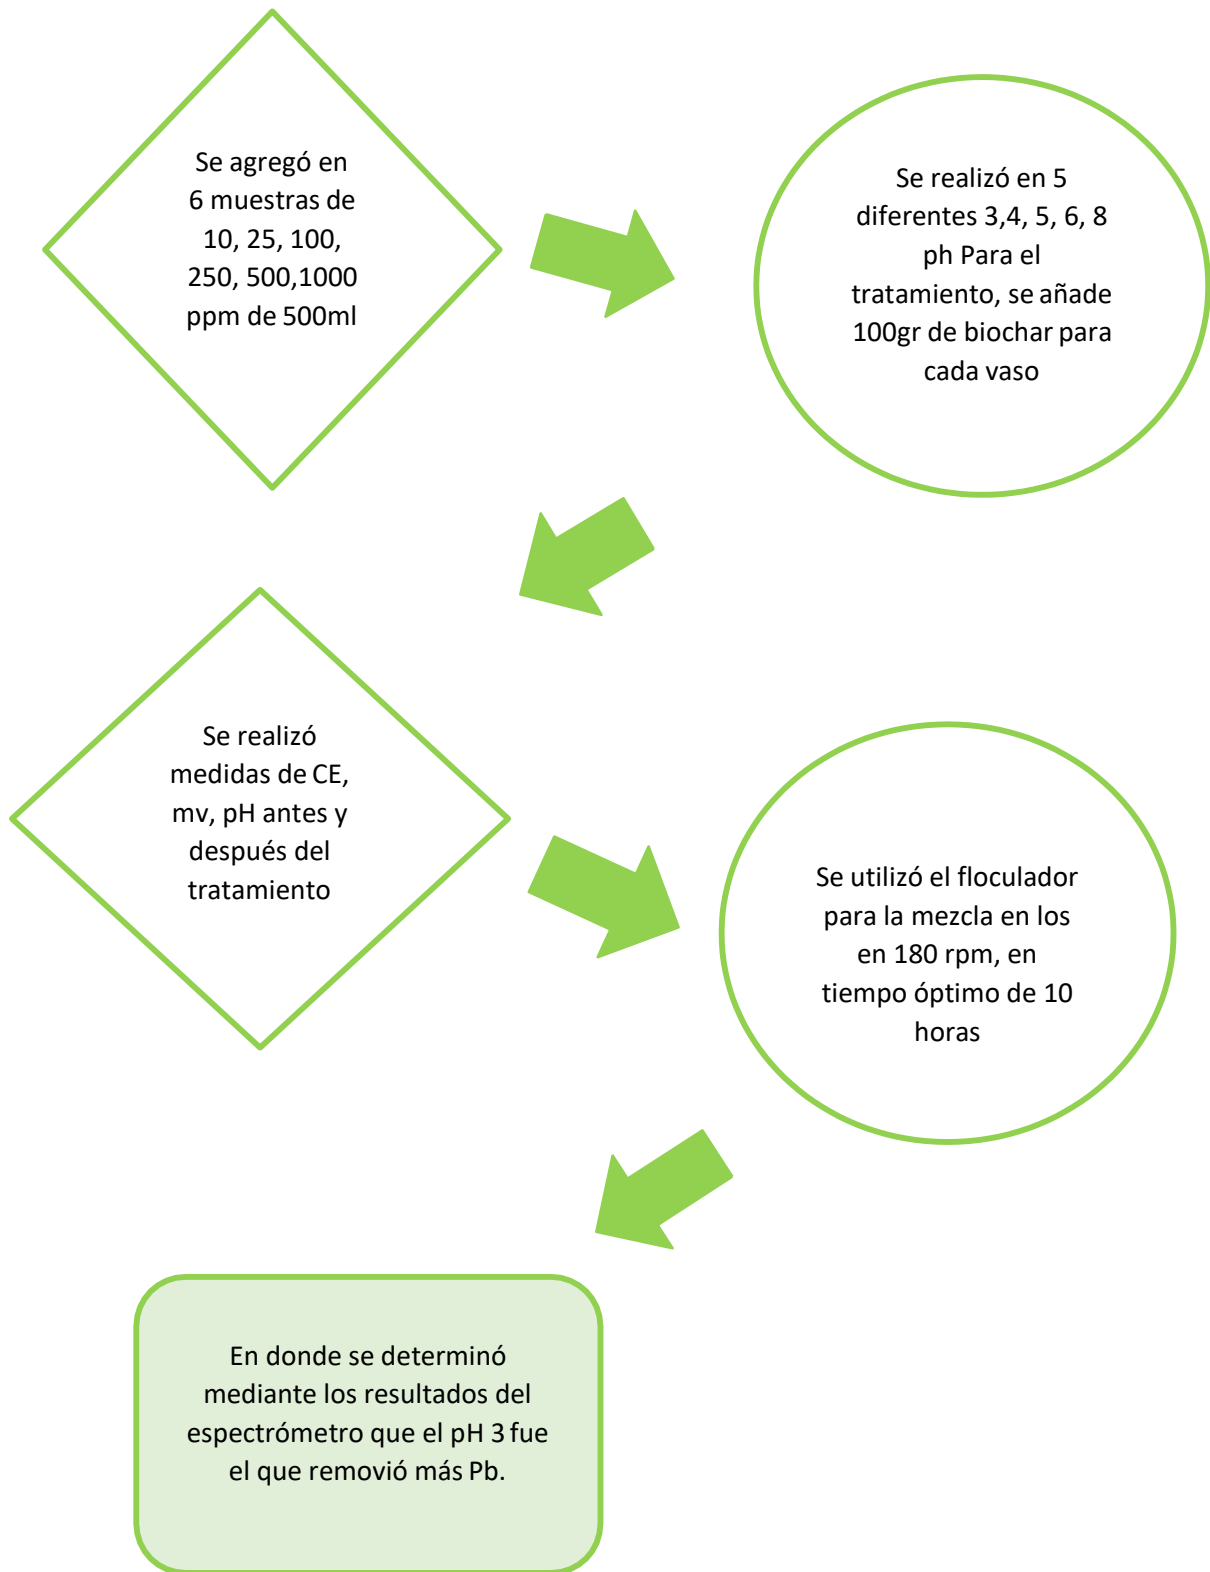 Se agregó en
6 muestras de
10, 25, 100,
250, 500,1000
ppm de 500ml
Se realizó en 5
diferentes 3,4, 5, 6, 8
ph Para el
tratamiento, se añade
100gr de biochar para
cada vaso
Se realizó
medidas de CE,
mv, pH antes y
después del
tratamiento
Se utilizó el floculador
para la mezcla en los
en 180 rpm, en
tiempo óptimo de 10
horas
En donde se determinó
mediante los resultados del
espectrómetro que el pH 3 fue
el que removió más Pb.